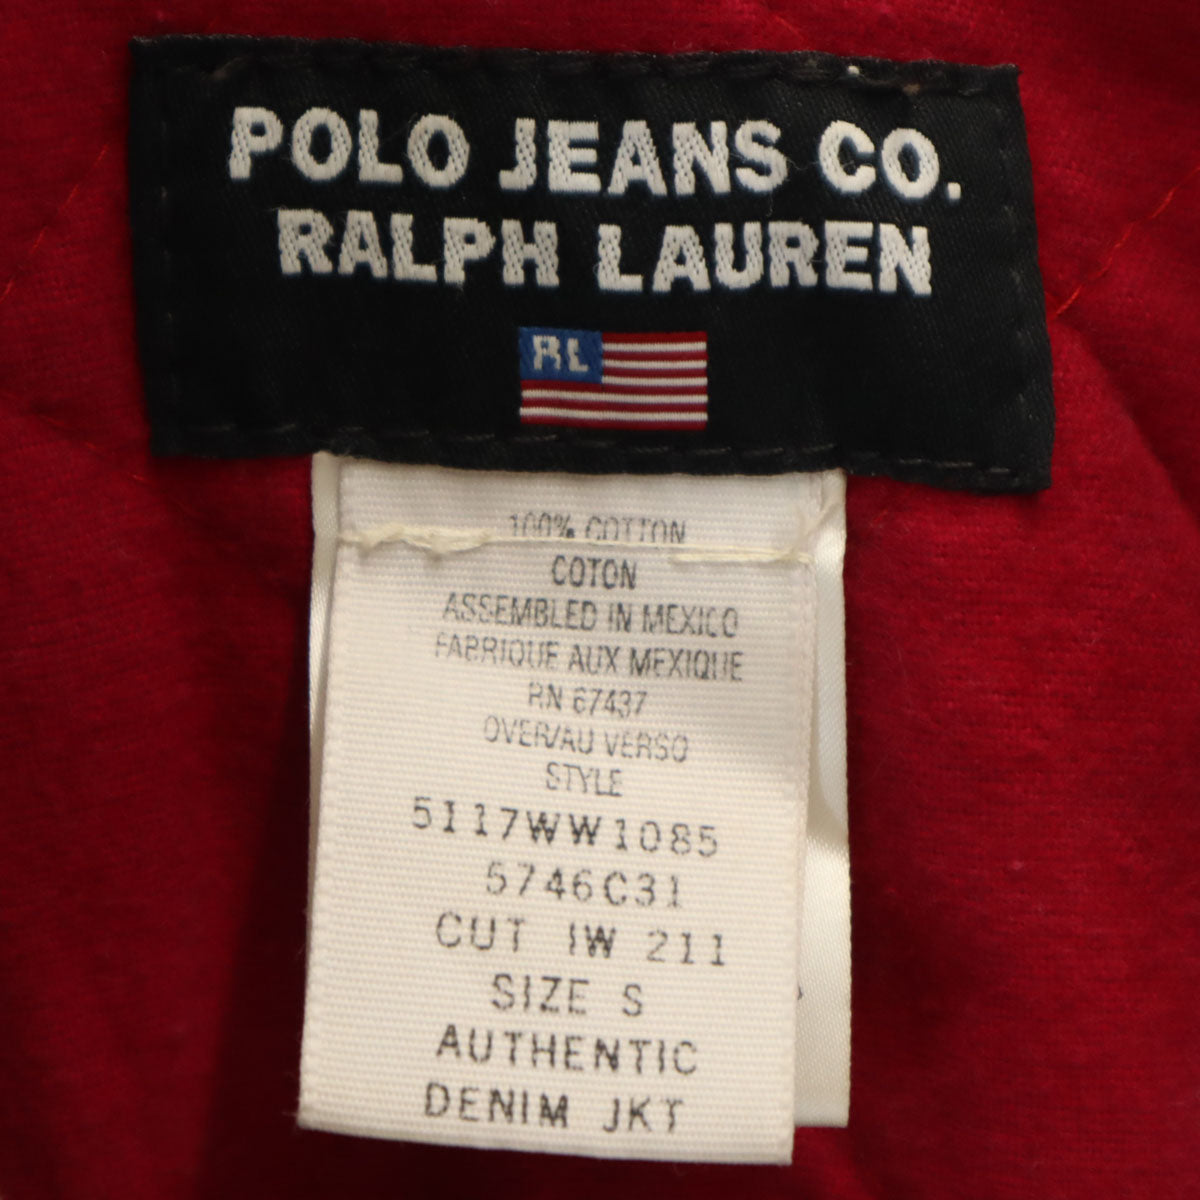 POLO JEANS CO.
RALPH LAUREN
RL
100% COTTON
COTON
ASSEMBLED IN MEXICO
FABRIQUE AUX MEXIQUE
RN 67437
OVER/AU VERSO
STYLE
5117WW1085
5746C31
CUT IW 211
SIZE S
AUTHENTIC
DENIM JKT